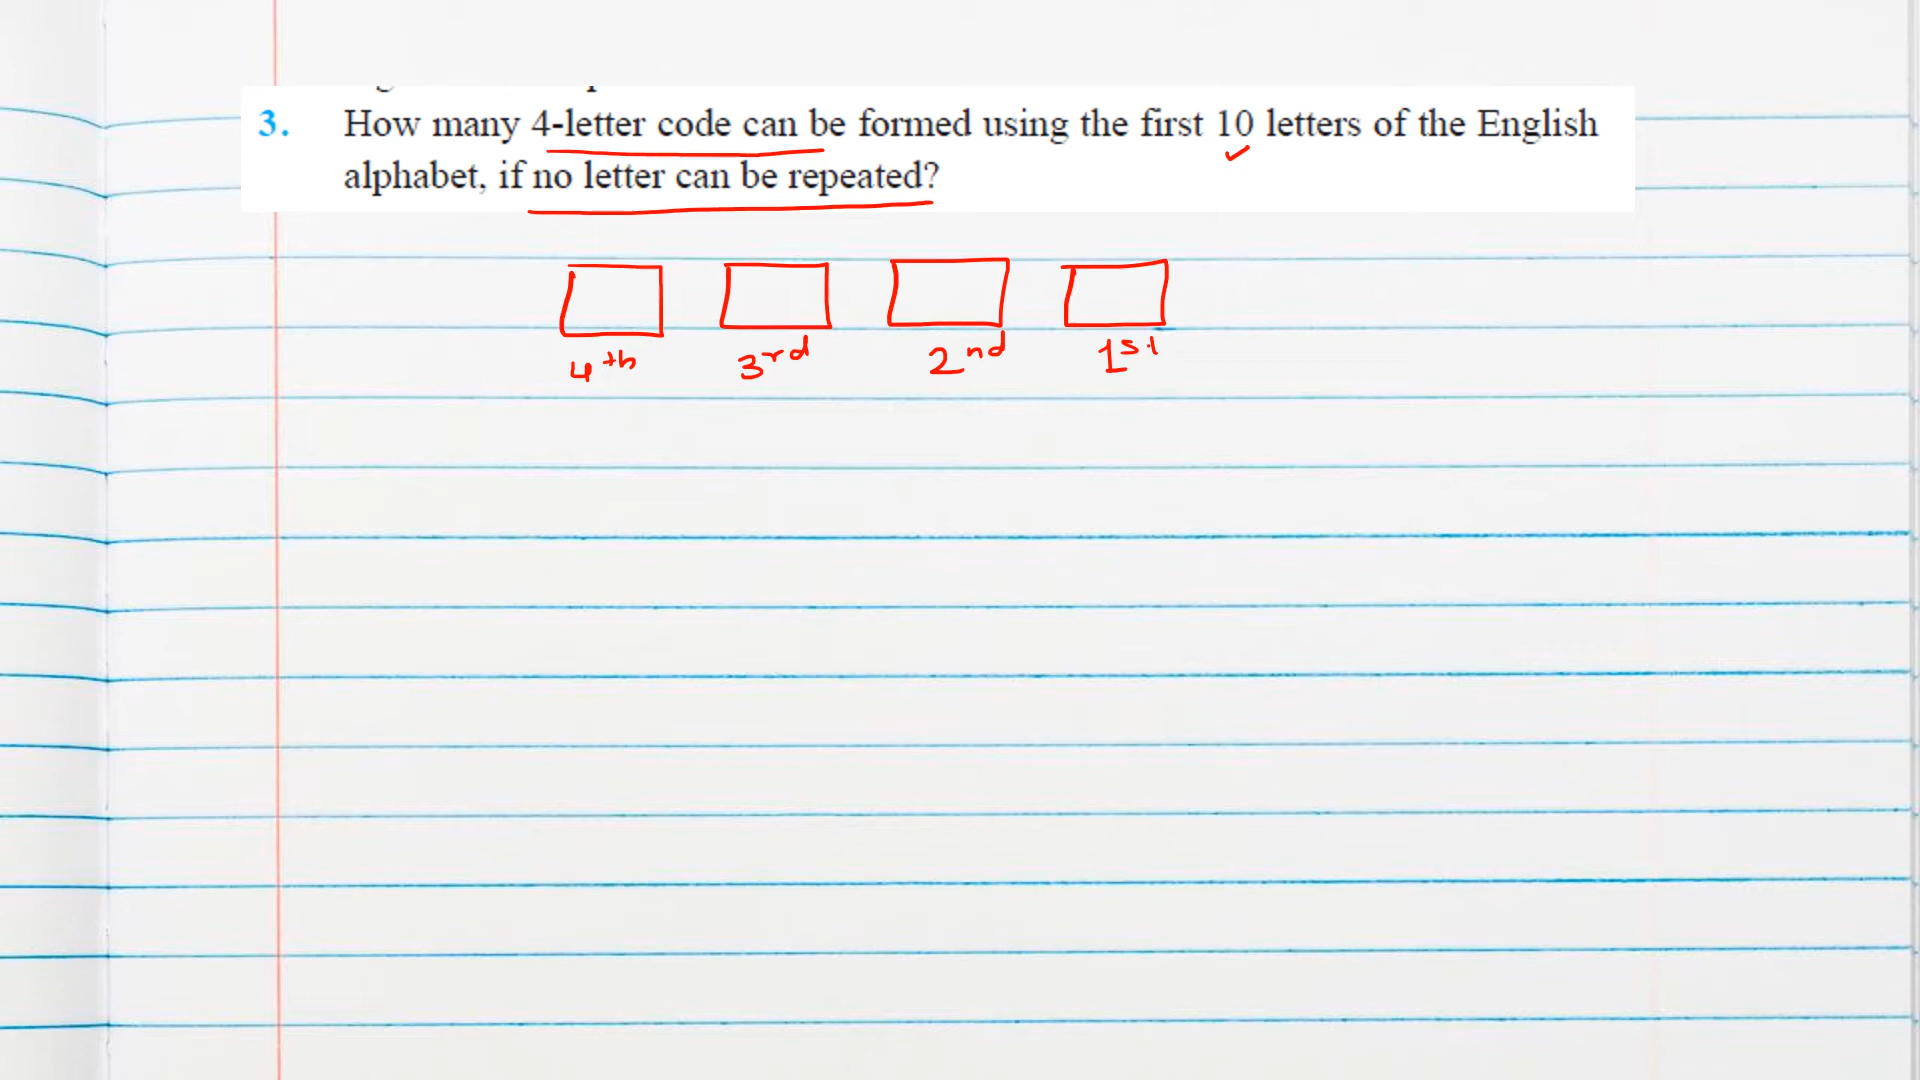 3. How many 4-letter code can be formed using the first 10 letters of the English
alphabet, if no letter can be repeated?
4th 3rd 2nd 1st